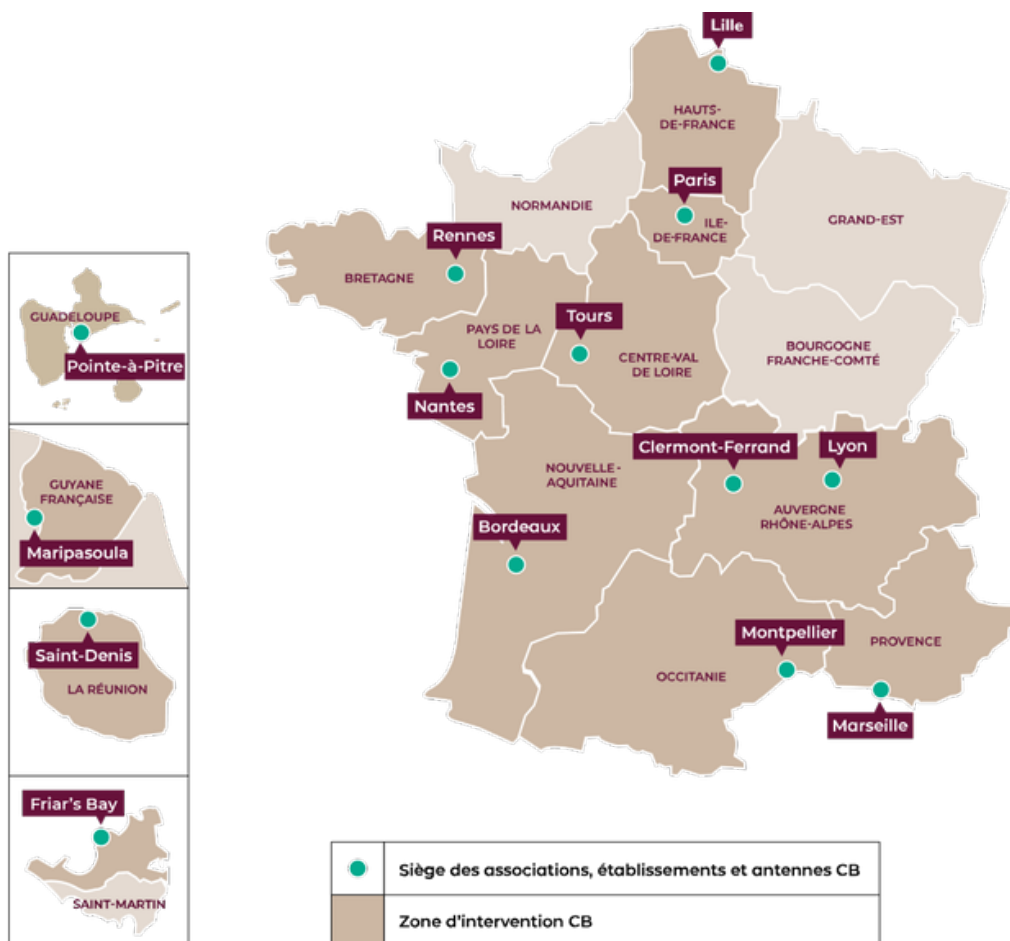 Lille
HAUTS-
DE-FRANCE
Paris
NORMANDIE
ILE-
DE-FRANCE
GRAND-EST
Rennes
BRETAGNE
PAYS DE LA
LOIRE
Tours
CENTRE-VAL
DE LOIRE
BOURGOGNE
FRANCHE-COMTÉ
Nantes
Clermont-Ferrand
Lyon
NOUVELLE-
AQUITAINE
AUVERGNE
RHÔNE-ALPES
Bordeaux
Montpellier
PROVENCE
OCCITANIE
Marseille
GUADELOUPE
Pointe-à-Pitre
GUYANE
FRANÇAISE
Maripasoula
Saint-Denis
LA RÉUNION
Friar's Bay
SAINT-MARTIN
Siège des associations, établissements et antennes CB
Zone d'intervention CB